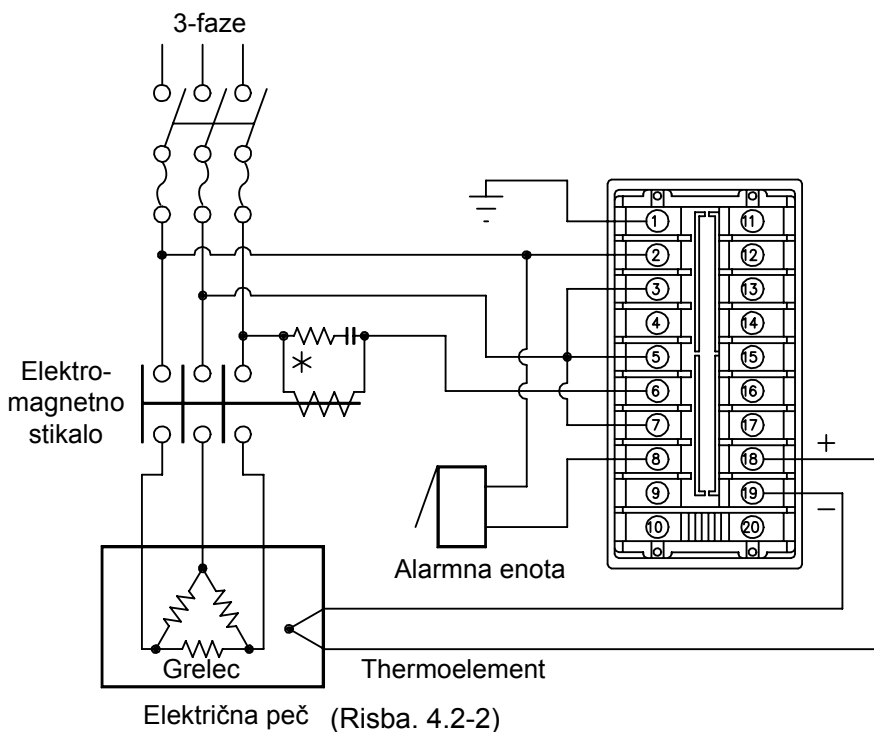 3-faze
1
11
2
12
3
13
4
14
5
15
Elektro-
magnetno
stikalo
6
16
7
17
+
8
18
9
19
−
10
20
Alarmna enota
Grelec
Thermoelement
Električna peč
(Risba. 4.2-2)